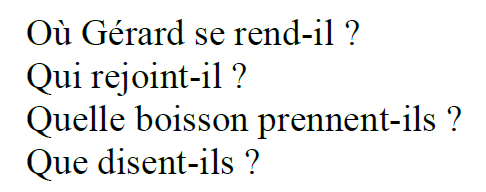 Où Gérard se rend-il ?
Qui rejoint-il ?
Quelle boisson prennent-ils ?
Que disent-ils ?